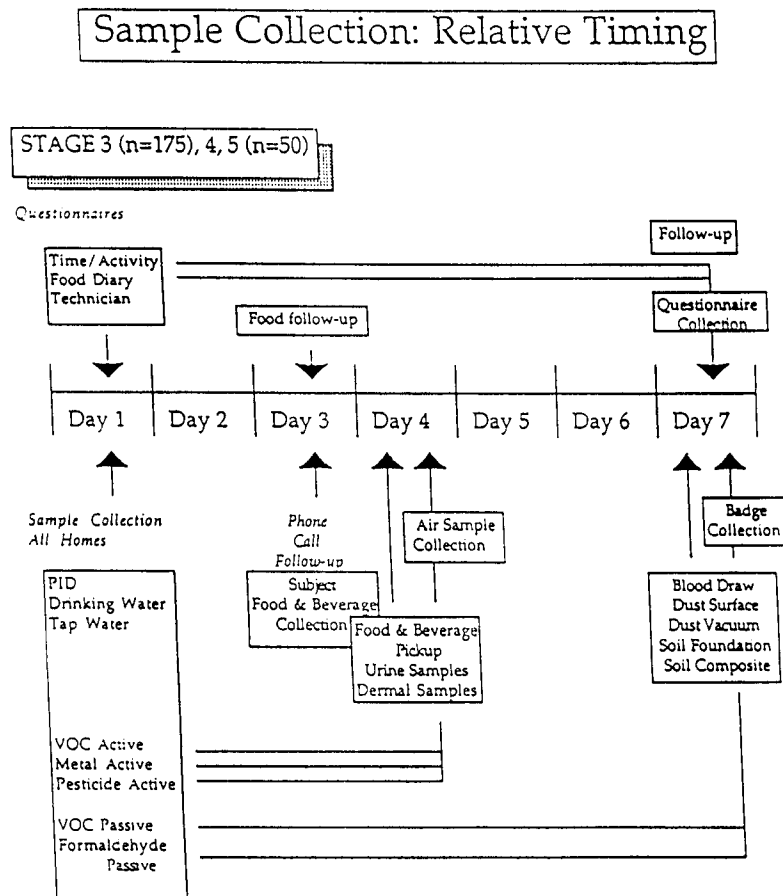 Sample Collection: Relative Timing
STAGE 3 (n=175), 4, 5 (n=50)
Questionnaires
Time/Activity
Food Diary
Technician
Food follow-up
Follow-up
Questionnaire
Collection
Day 1
Day 2
Day 3
Day 4
Day 5
Day 6
Day 7
Sample Collection
All Homes
Phone
Call
Follow-up
Subject
Food & Beverage
Collection
Air Sample
Collection
Badge
Collection
PID
Drinking Water
Tap Water
Food & Beverage
Pickup
Urine Samples
Dermal Samples
Blood Draw
Dust Surface
Dust Vacuum
Soil Foundation
Soil Composite
VOC Active
Metal Active
Pesticide Active
VOC Passive
Formaldehyde
Passive